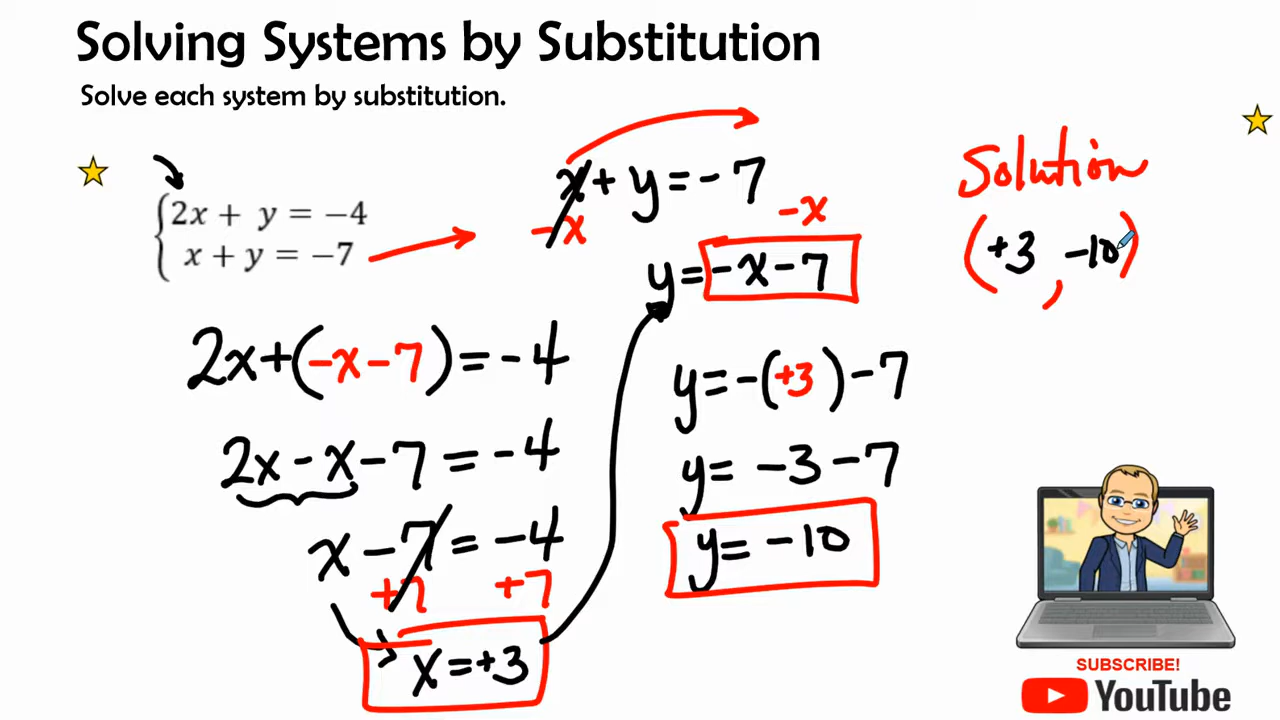 Solving Systems by Substitution
Solve each system by substitution.
2x + y = −4
x + y = −7
x + y = -7
-x -x
y = -x - 7
2x + (-x - 7) = -4
2x - x - 7 = -4
x - 7 = -4
+7 +7
x = +3
y = -(+3) - 7
y = -3 - 7
y = -10
Solution
(+3, -10)
SUBSCRIBE!
YouTube